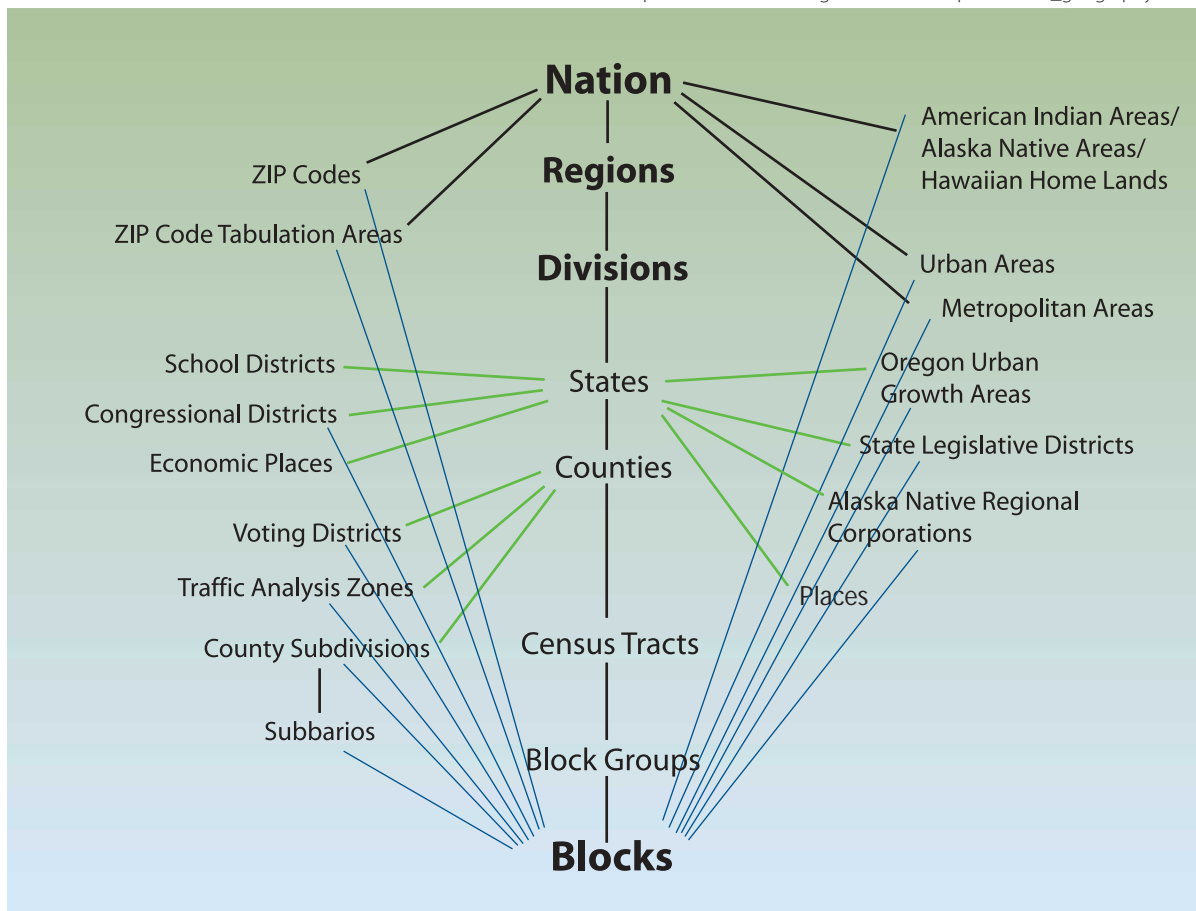 Nation
American Indian Areas/
Alaska Native Areas/
Hawaiian Home Lands
ZIP Codes
Regions
ZIP Code Tabulation Areas
Divisions
Urban Areas
Metropolitan Areas
School Districts
States
Oregon Urban
Growth Areas
Congressional Districts
State Legislative Districts
Economic Places
Counties
Alaska Native Regional
Corporations
Voting Districts
Traffic Analysis Zones
Places
County Subdivisions
Census Tracts
Subbarios
Block Groups
Blocks